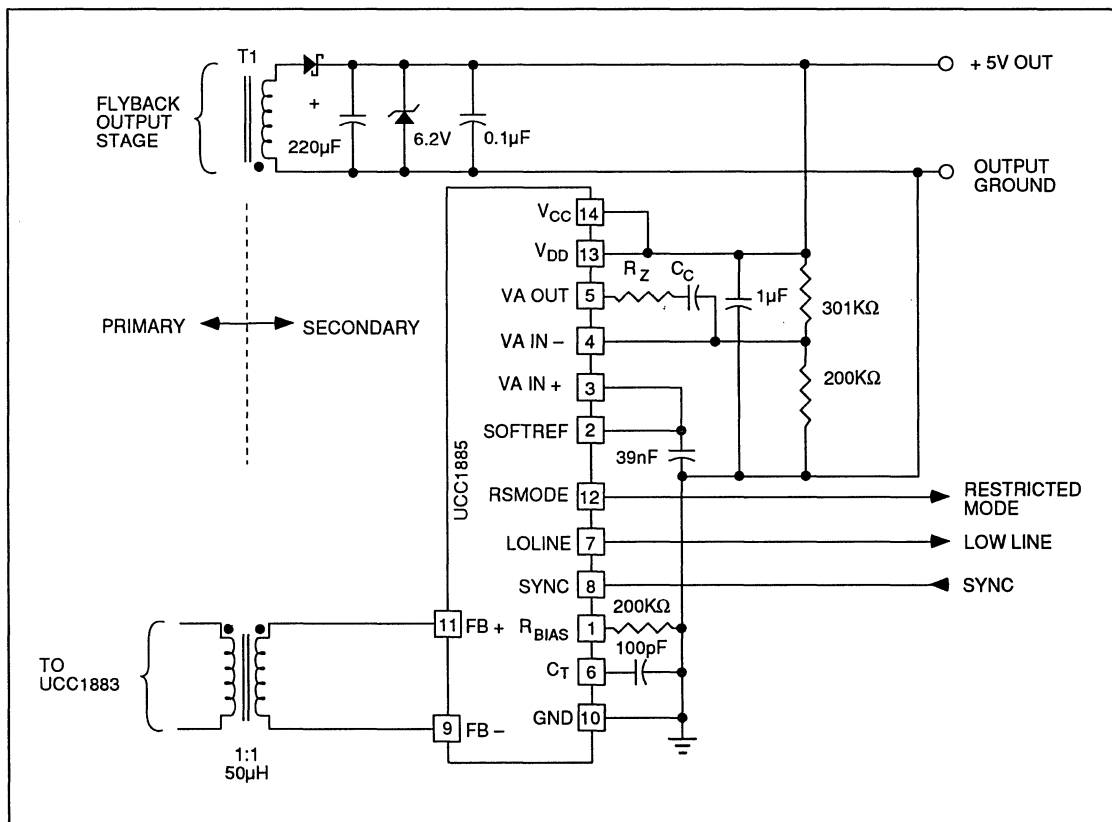 T1
+ 5V OUT
FLYBACK
OUTPUT
STAGE
+
220µF
6.2V
0.1µF
OUTPUT
GROUND
VCC 14
VDD 13
RZ CC
VA OUT 5
1µF
301KΩ
PRIMARY
SECONDARY
VA IN – 4
200KΩ
VA IN + 3
SOFTREF 2
39nF
UCC1885
RSMODE 12
RESTRICTED
MODE
LOLINE 7
LOW LINE
SYNC 8
SYNC
200KΩ
11 FB +
RBIAS 1
100pF
TO
UCC1883
CT 6
9 FB –
GND 10
1:1
50µH